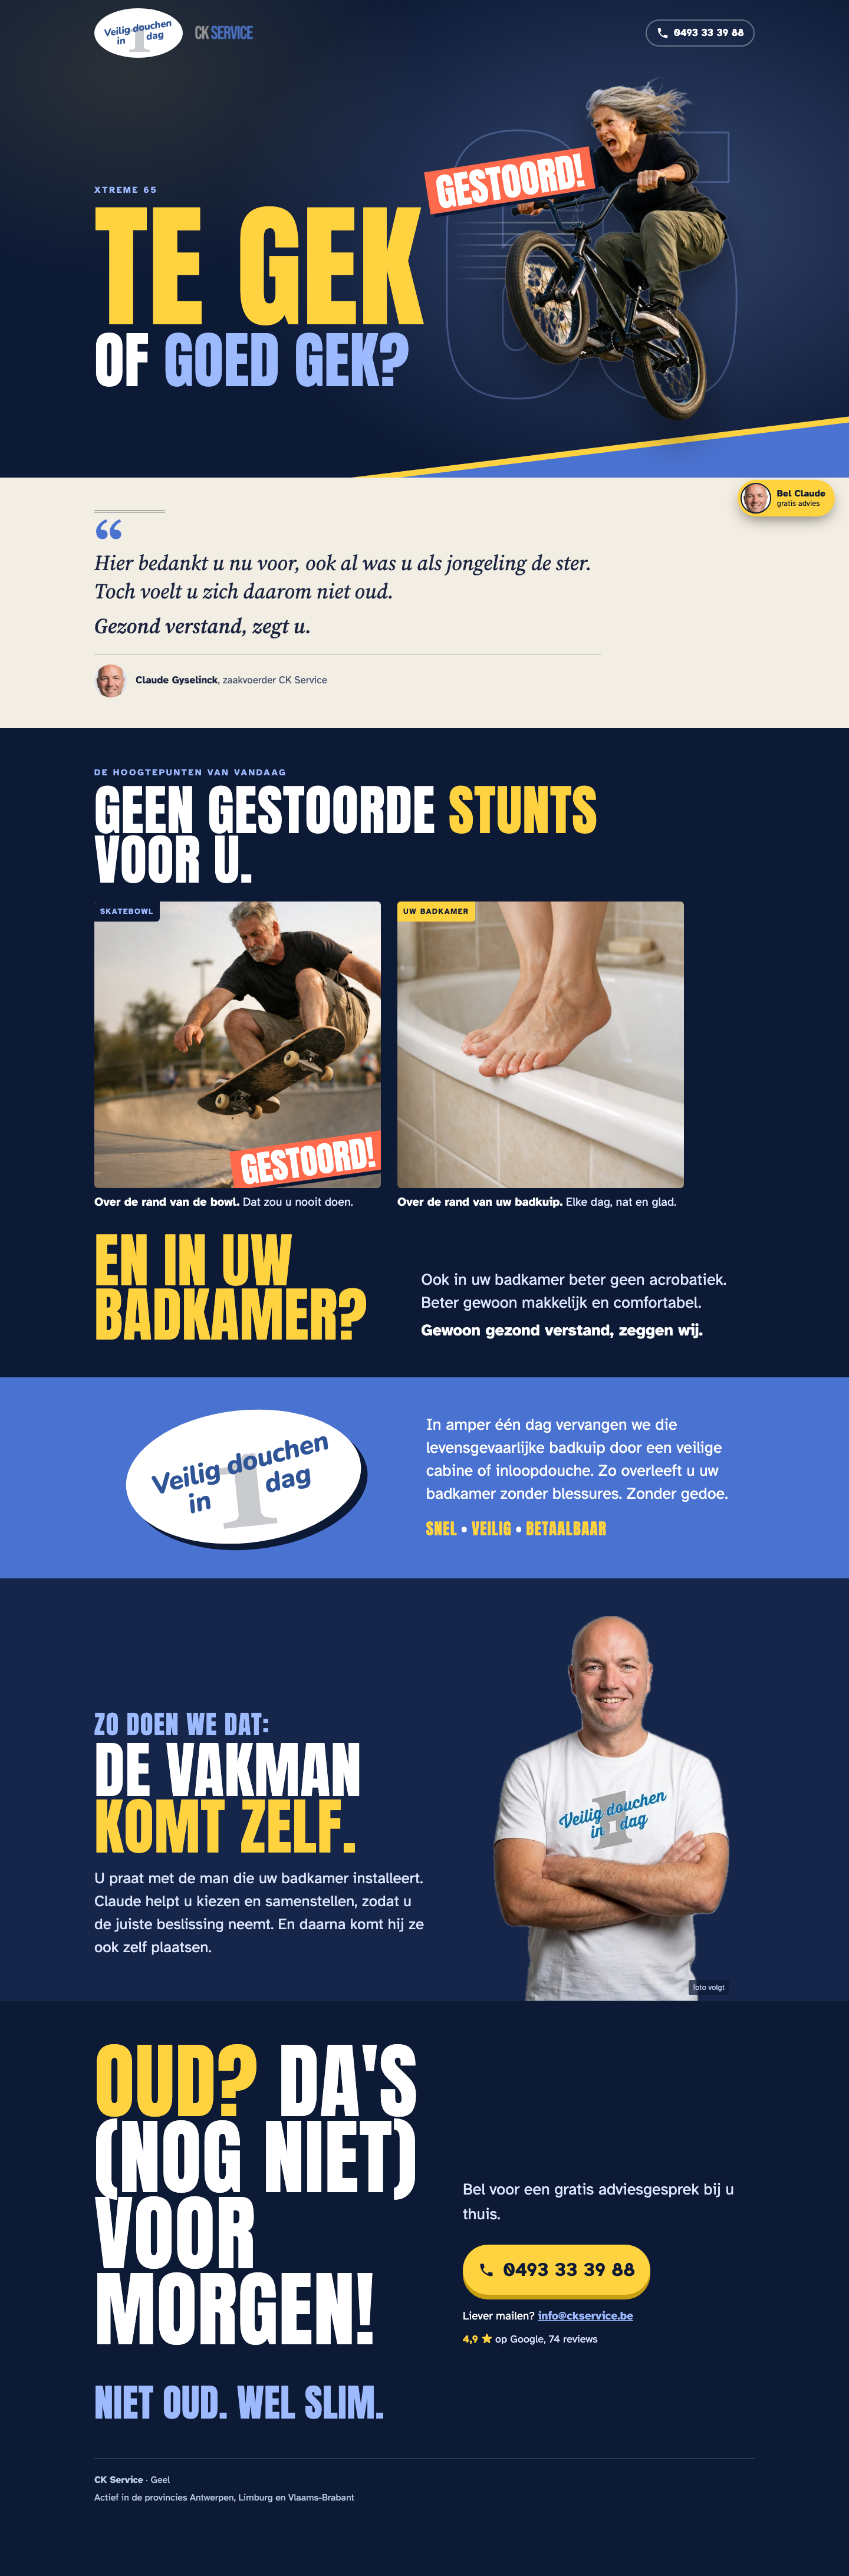 Veilig douchen
in 1 dag
CK SERVICE
0493 33 39 88
65
XTREME 65
GESTOORD!
TE GEK
OF GOED GEK?
Bel Claude
gratis advies
“
Hier bedankt u nu voor, ook al was u als jongeling de ster.
Toch voelt u zich daarom niet oud.
Gezond verstand, zegt u.
Claude Gyselinck, zaakvoerder CK Service
DE HOOGTEPUNTEN VAN VANDAAG
GEEN GESTOORDE STUNTS
VOOR U.
SKATEBOWL
GESTOORD!
Over de rand van de bowl. Dat zou u nooit doen.
UW BADKAMER
Over de rand van uw badkuip. Elke dag, nat en glad.
EN IN UW
BADKAMER?
Ook in uw badkamer beter geen acrobatiek.
Beter gewoon makkelijk en comfortabel.
Gewoon gezond verstand, zeggen wij.
Veilig douchen
in 1 dag
In amper één dag vervangen we die
levensgevaarlijke badkuip door een veilige
cabine of inloopdouche. Zo overleeft u uw
badkamer zonder blessures. Zonder gedoe.
SNEL • VEILIG • BETAALBAAR
ZO DOEN WE DAT:
DE VAKMAN
KOMT ZELF.
U praat met de man die uw badkamer installeert.
Claude helpt u kiezen en samenstellen, zodat u
de juiste beslissing neemt. En daarna komt hij ze
ook zelf plaatsen.
Veilig douchen
in 1 dag
foto volgt
OUD? DA'S
(NOG NIET)
VOOR
MORGEN!
Bel voor een gratis adviesgesprek bij u
thuis.
0493 33 39 88
Liever mailen? info@ckservice.be
4,9 ★ op Google, 74 reviews
NIET OUD. WEL SLIM.
CK Service · Geel
Actief in de provincies Antwerpen, Limburg en Vlaams-Brabant